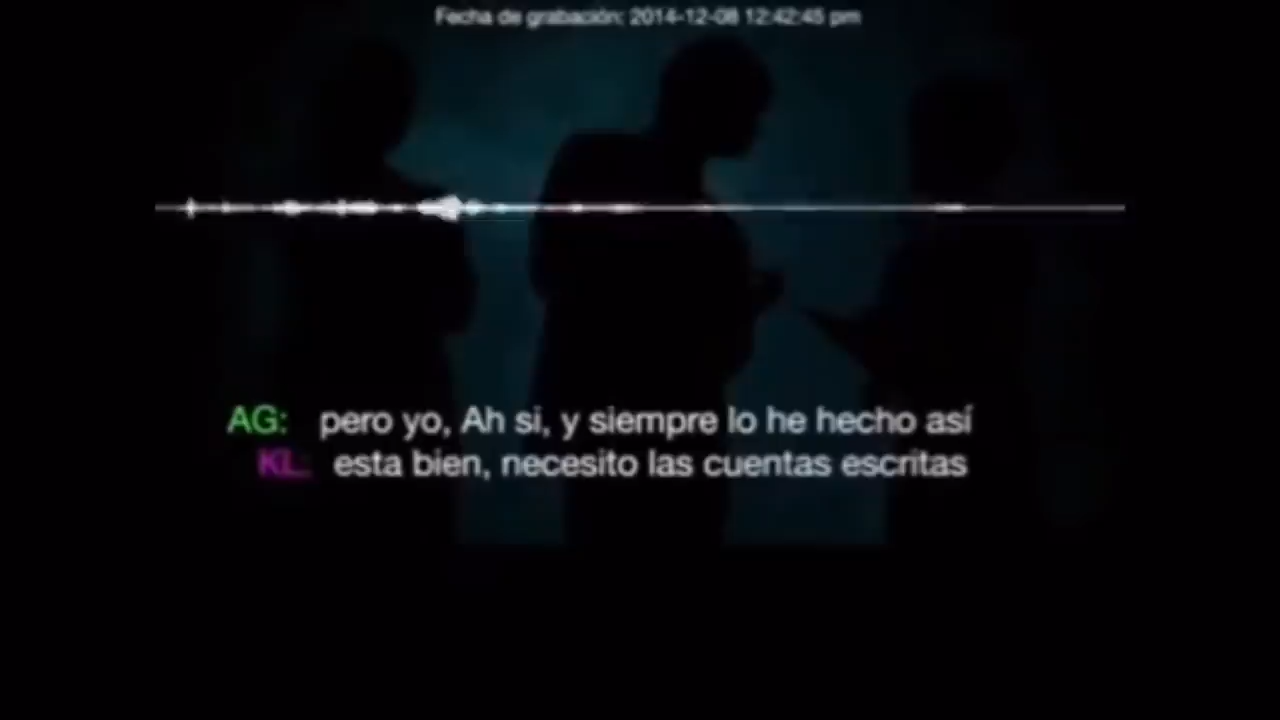 Fecha de grabación: 2014-12-08 12:42:45 pm
AG: pero yo, Ah si, y siempre lo he hecho así
KL: esta bien, necesito las cuentas escritas